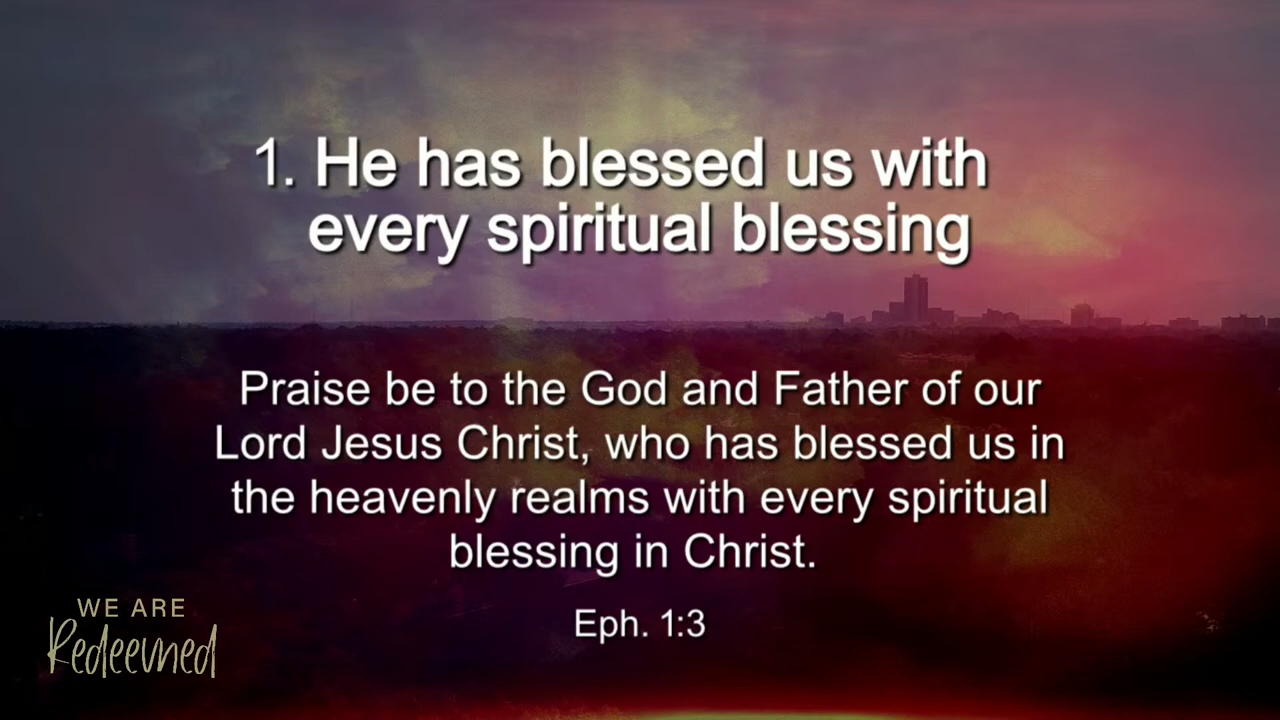 1. He has blessed us with
every spiritual blessing
Praise be to the God and Father of our
Lord Jesus Christ, who has blessed us in
the heavenly realms with every spiritual
blessing in Christ.
Eph. 1:3
WE ARE
Redeemed